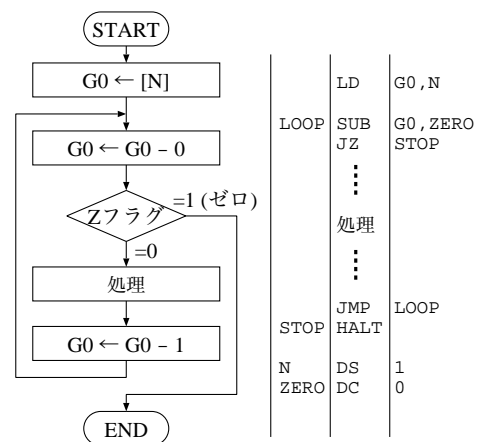 START
G0 ← [N]
G0 ← G0 - 0
Zフラグ
=1 (ゼロ)
=0
処理
G0 ← G0 - 1
END
LD G0,N
LOOP SUB G0,ZERO
JZ STOP
処理
JMP LOOP
STOP HALT
N DS 1
ZERO DC 0